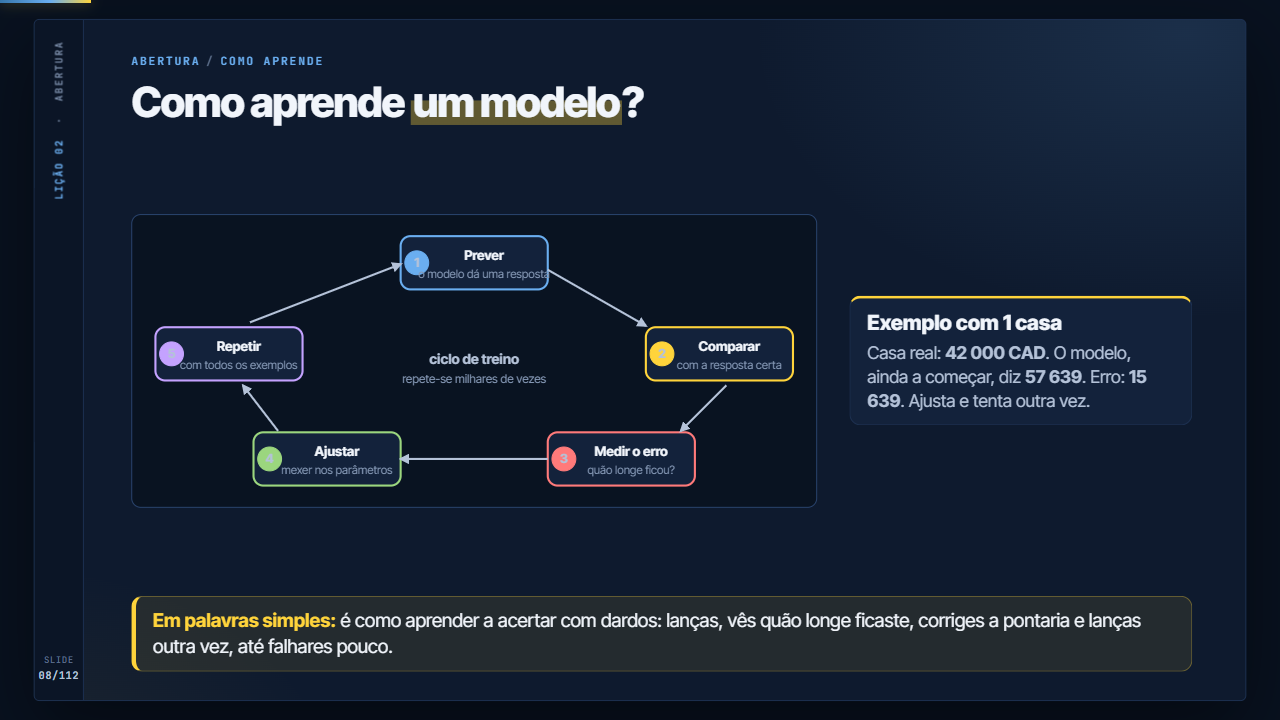 ABERTURA / COMO APRENDE
Como aprende um modelo?
LIÇÃO 02 · ABERTURA
1
Prever
o modelo dá uma resposta
5
Repetir
com todos os exemplos
2
Comparar
com a resposta certa
ciclo de treino
repete-se milhares de vezes
4
Ajustar
mexer nos parâmetros
3
Medir o erro
quão longe ficou?
Exemplo com 1 casa
Casa real: 42 000 CAD. O modelo,
ainda a começar, diz 57 639. Erro: 15
639. Ajusta e tenta outra vez.
Em palavras simples: é como aprender a acertar com dardos: lanças, vês quão longe ficaste, corriges a pontaria e lanças
outra vez, até falhares pouco.
SLIDE
08/112